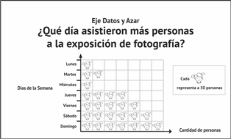 Eje Datos y Azar
¿Qué día asistieron más personas
a la exposición de fotografía?
Lunes
Martes
Miércoles
Jueves
Viernes
Sábado
Domingo
Días de la Semana
Cada
representa a 30 personas
Cantidad de personas